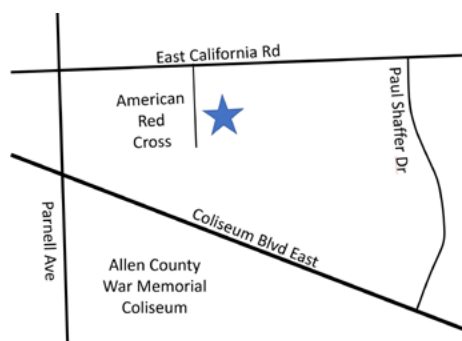 East California Rd
American
Red
Cross
Paul Shaffer Dr
Coliseum Blvd East
Parnell Ave
Allen County
War Memorial
Coliseum